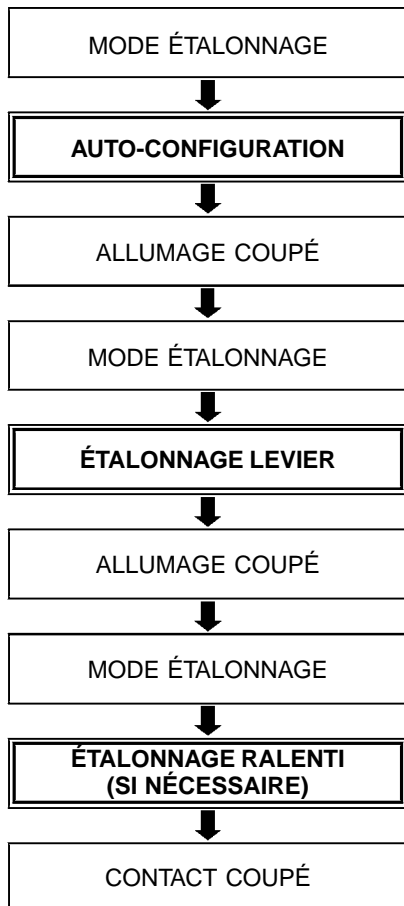 MODE ÉTALONNAGE
AUTO-CONFIGURATION
ALLUMAGE COUPÉ
MODE ÉTALONNAGE
ÉTALONNAGE LEVIER
ALLUMAGE COUPÉ
MODE ÉTALONNAGE
ÉTALONNAGE RALENTI
(SI NÉCESSAIRE)
CONTACT COUPÉ